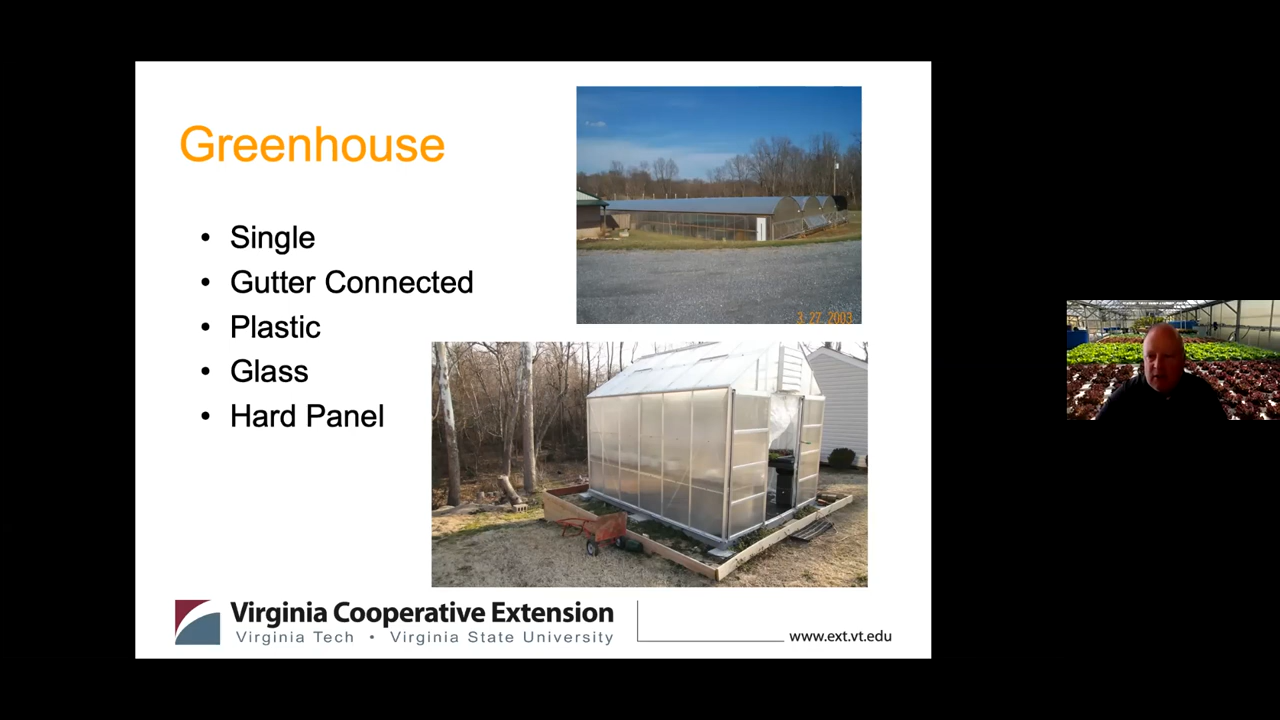 Greenhouse
• Single
• Gutter Connected
• Plastic
• Glass
• Hard Panel
3 27 2003
Virginia Cooperative Extension
Virginia Tech • Virginia State University
www.ext.vt.edu